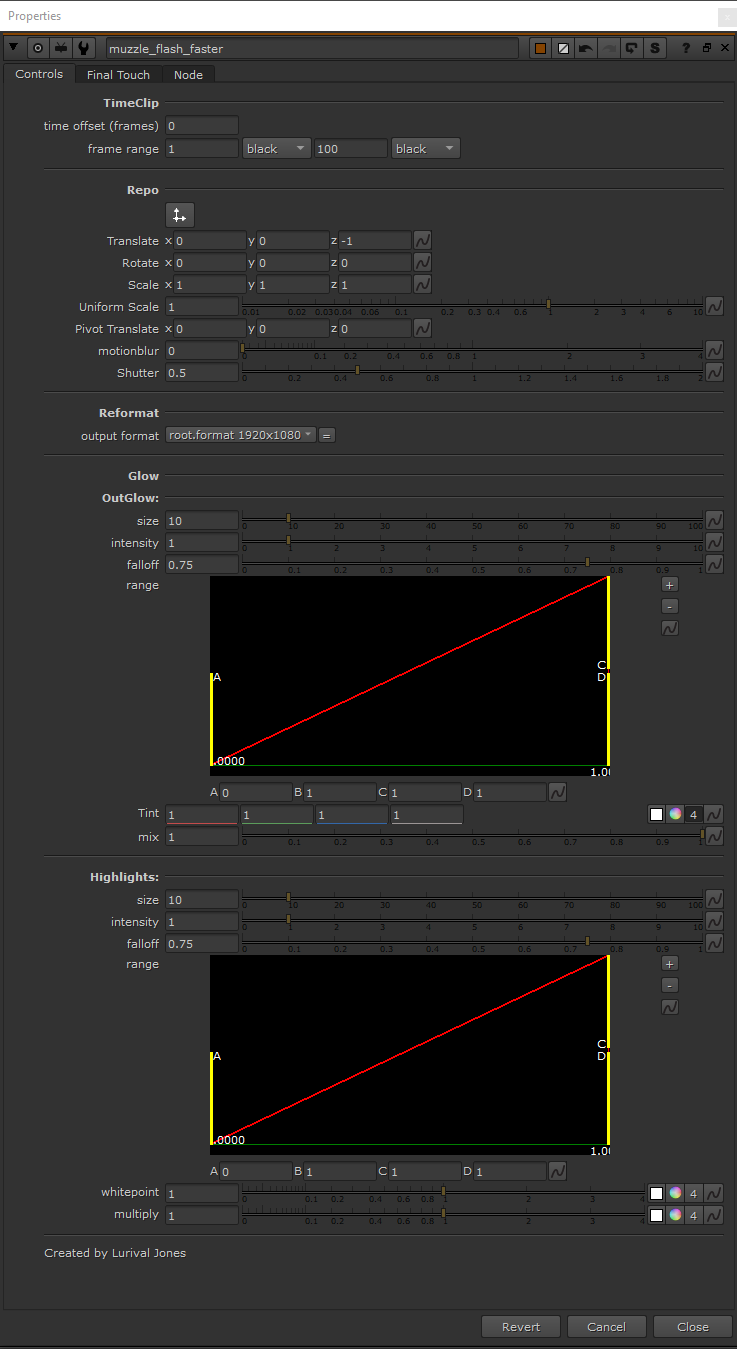 Properties
muzzle_flash_faster S ?
Controls Final Touch Node
TimeClip
time offset (frames) 0
frame range 1 black 100 black
Repo
Translate x 0 y 0 z -1
Rotate x 0 y 0 z 0
Scale x 1 y 1 z 1
Uniform Scale 1 0.01 0.02 0.03 0.04 0.06 0.1 0.2 0.3 0.4 0.6 1 2 3 4 6 10
Pivot Translate x 0 y 0 z 0
motionblur 0 0 0.1 0.2 0.4 0.6 0.8 1 2 3 4
Shutter 0.5 0 0.2 0.4 0.6 0.8 1 1.2 1.4 1.6 1.8 2
Reformat
output format root.format 1920x1080 =
Glow
OutGlow:
size 10 0 10 20 30 40 50 60 70 80 90 100
intensity 1 0 1 2 3 4 5 6 7 8 9 10
falloff 0.75 0 0.1 0.2 0.3 0.4 0.5 0.6 0.7 0.8 0.9 1
range +
-
C
A D
.0000
1.00
A 0 B 1 C 1 D 1
Tint 1 1 1 1 4
mix 1 0 0.1 0.2 0.3 0.4 0.5 0.6 0.7 0.8 0.9 1
Highlights:
size 10 0 10 20 30 40 50 60 70 80 90 100
intensity 1 0 1 2 3 4 5 6 7 8 9 10
falloff 0.75 0 0.1 0.2 0.3 0.4 0.5 0.6 0.7 0.8 0.9 1
range +
-
C
A D
.0000
1.00
A 0 B 1 C 1 D 1
whitepoint 1 0 0.1 0.2 0.4 0.6 0.8 1 2 3 4 4
multiply 1 0 0.1 0.2 0.4 0.6 0.8 1 2 3 4 4
Created by Lurival Jones
Revert Cancel Close